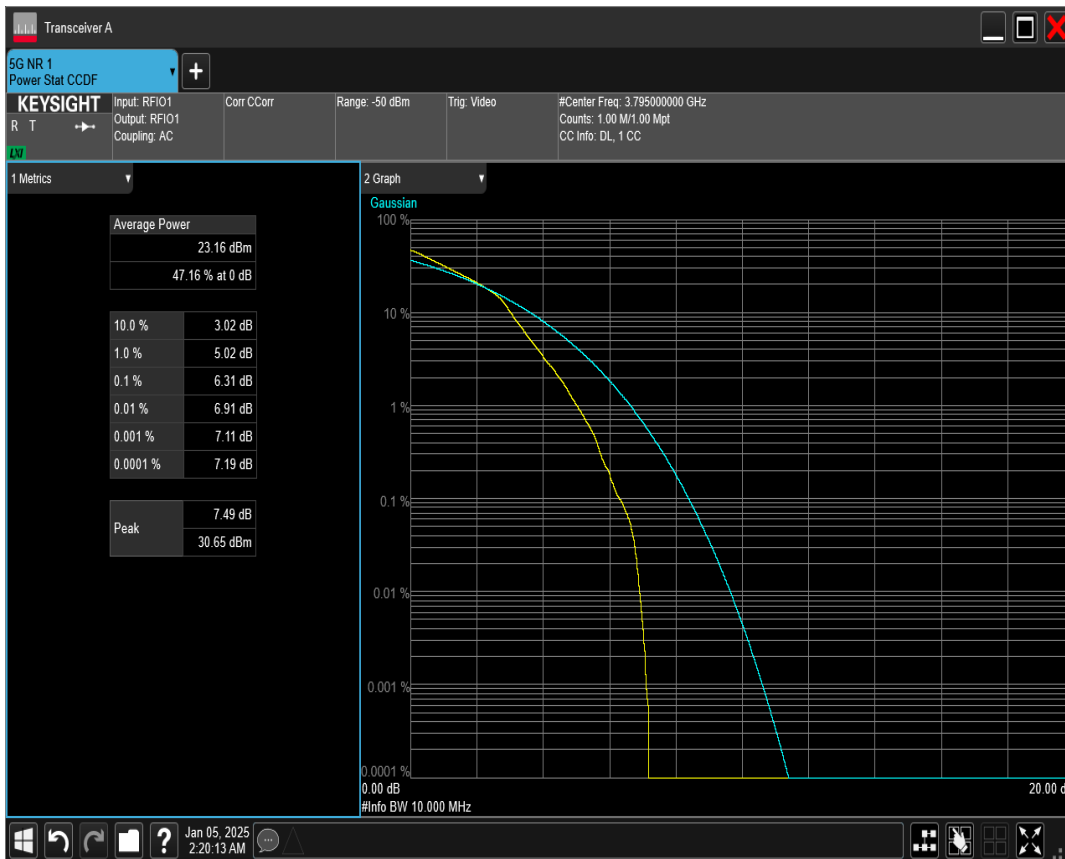 Transceiver A
5G NR 1
Power Stat CCDF
KEYSIGHT
R T
LXI
Input: RFIO1
Output: RFIO1
Coupling: AC
Corr CCorr
Range: -50 dBm
Trig: Video
#Center Freq: 3.795000000 GHz
Counts: 1.00 M/1.00 Mpt
CC Info: DL, 1 CC
1 Metrics
Average Power
23.16 dBm
47.16 % at 0 dB
10.0 % 3.02 dB
1.0 % 5.02 dB
0.1 % 6.31 dB
0.01 % 6.91 dB
0.001 % 7.11 dB
0.0001 % 7.19 dB
Peak
7.49 dB
30.65 dBm
2 Graph
Gaussian
100 %
10 %
1 %
0.1 %
0.01 %
0.001 %
0.0001 %
0.00 dB
20.00 d
#Info BW 10.000 MHz
?
Jan 05, 2025
2:20:13 AM